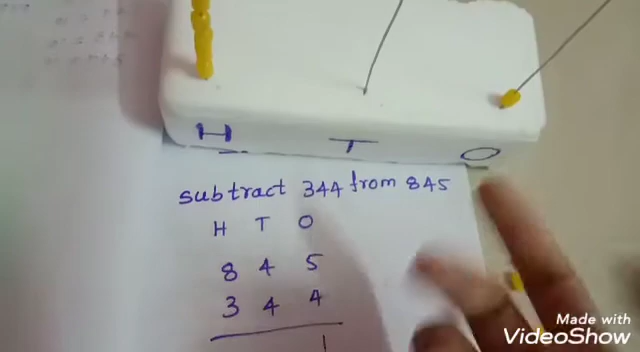 H T O
subtract 344 from 845
H T O
8 4 5
3 4 4
1
Made with
VideoShow